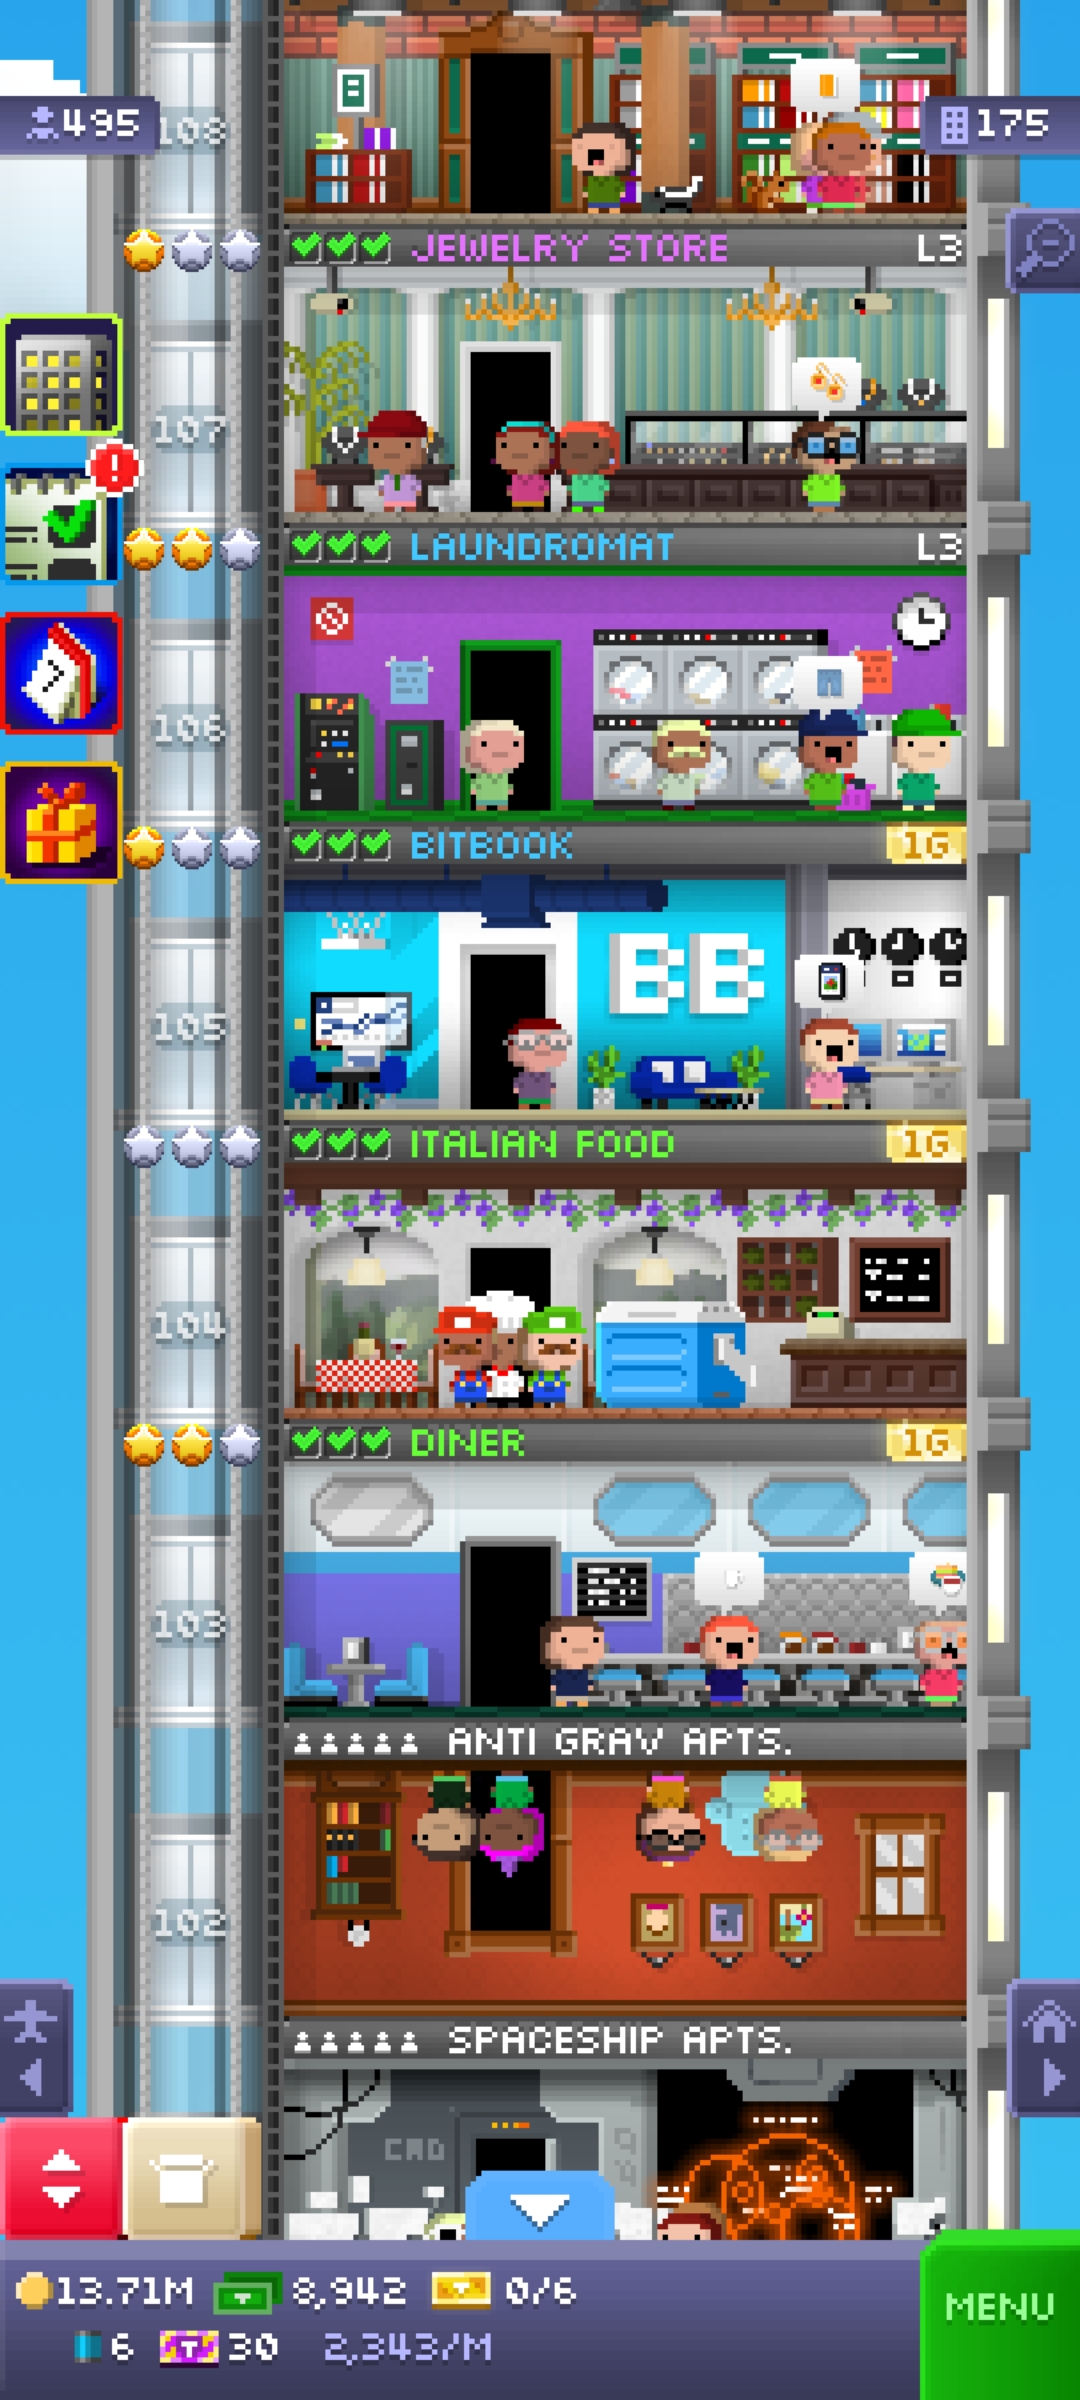 495
108
175
JEWELRY STORE
L3
107
LAUNDROMAT
L3
106
BITBOOK
1G
BB
105
ITALIAN FOOD
1G
104
DINER
1G
103
ANTI GRAV APTS.
102
SPACESHIP APTS.
CRD
13.71M
8,942
0/6
MENU
6
30
2,343/M